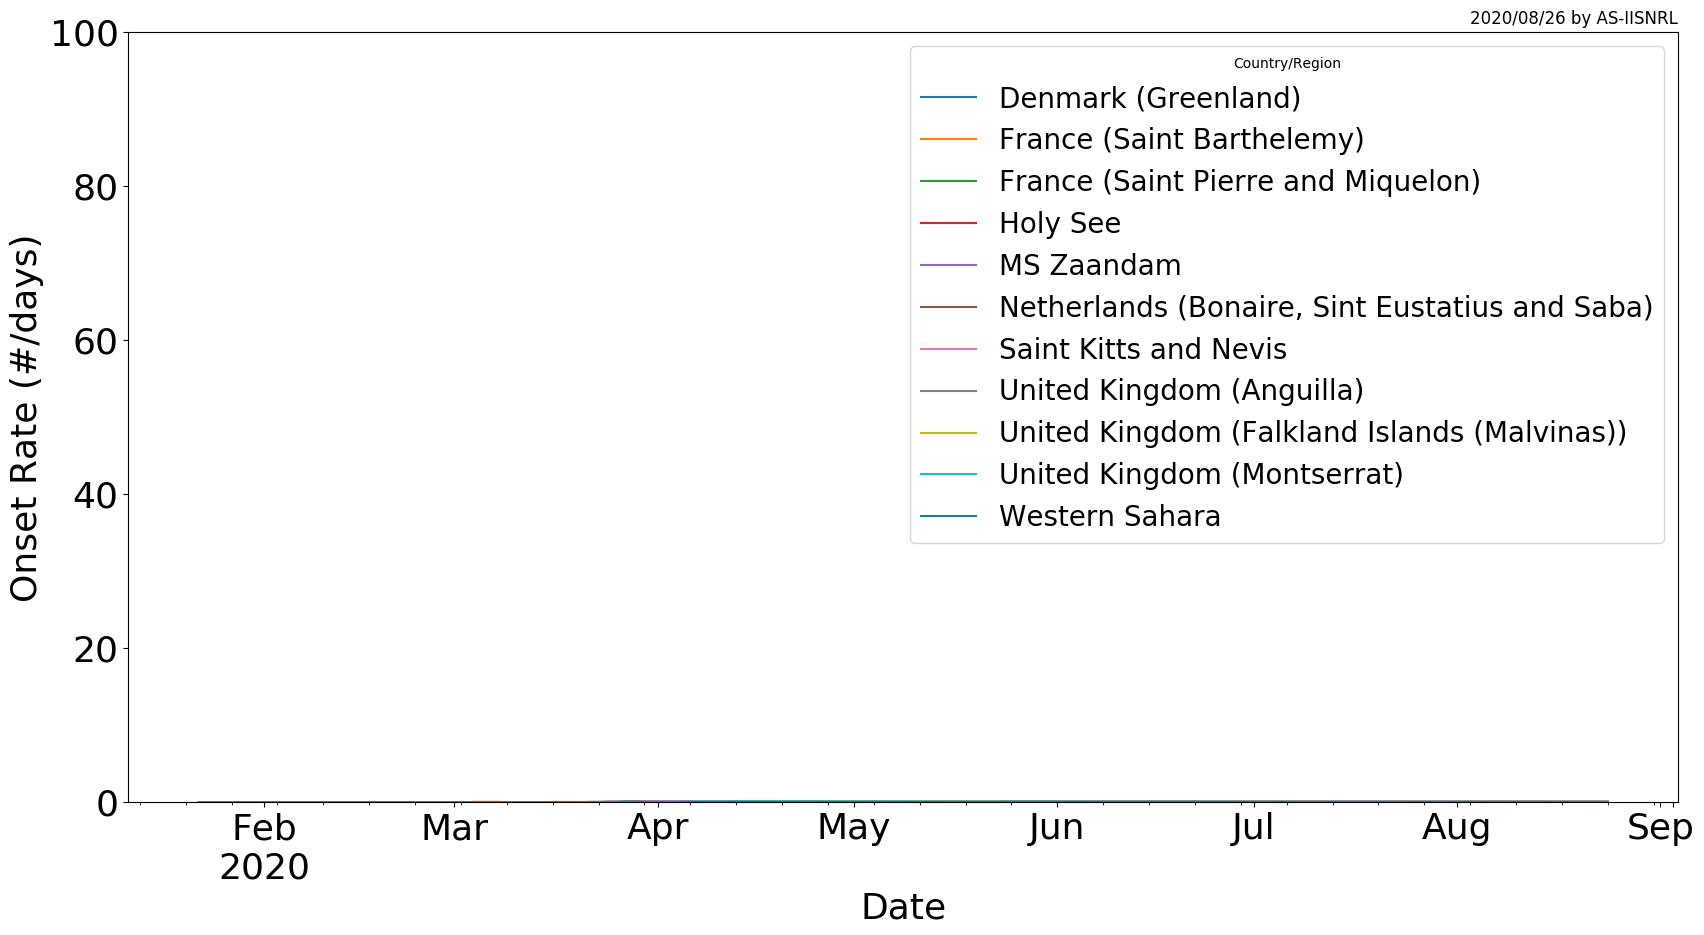 2020/08/26 by AS-IISNRL
100
80
60
40
20
0
Onset Rate (#/days)
Country/Region
Denmark (Greenland)
France (Saint Barthelemy)
France (Saint Pierre and Miquelon)
Holy See
MS Zaandam
Netherlands (Bonaire, Sint Eustatius and Saba)
Saint Kitts and Nevis
United Kingdom (Anguilla)
United Kingdom (Falkland Islands (Malvinas))
United Kingdom (Montserrat)
Western Sahara
Feb Mar Apr May Jun Jul Aug Sep
2020
Date